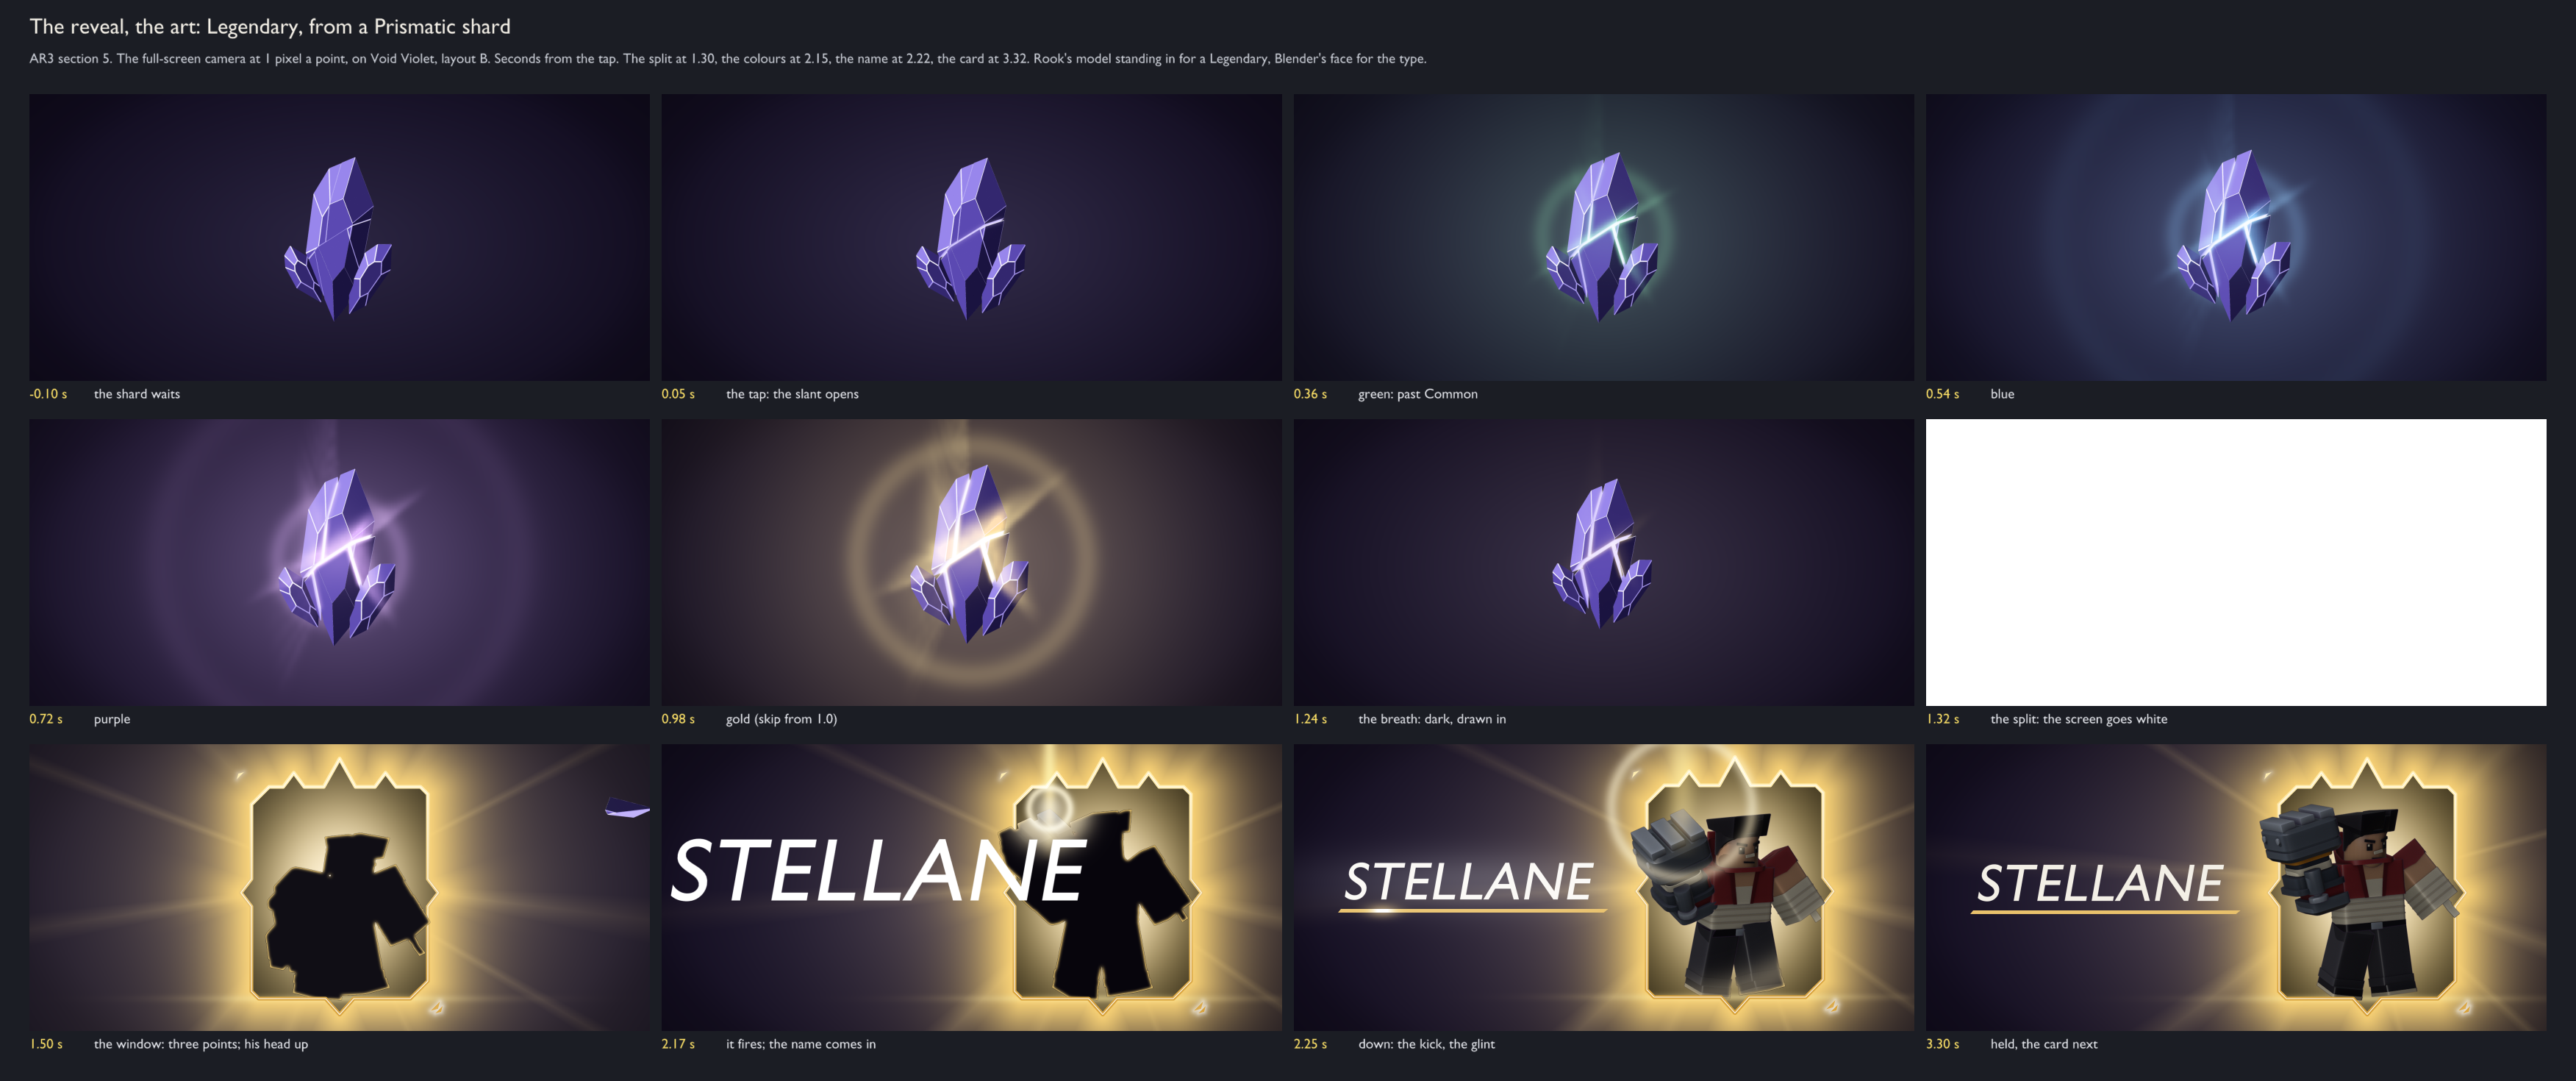 The reveal, the art: Legendary, from a Prismatic shard
AR3 section 5. The full-screen camera at 1 pixel a point, on Void Violet, layout B. Seconds from the tap. The split at 1.30, the colours at 2.15, the name at 2.22, the card at 3.32. Rook's model standing in for a Legendary, Blender's face for the type.
-0.10 s the shard waits
0.05 s the tap: the slant opens
0.36 s green: past Common
0.54 s blue
0.72 s purple
0.98 s gold (skip from 1.0)
1.24 s the breath: dark, drawn in
1.32 s the split: the screen goes white
STELLANE
STELLANE
STELLANE
1.50 s the window: three points; his head up
2.17 s it fires; the name comes in
2.25 s down: the kick, the glint
3.30 s held, the card next